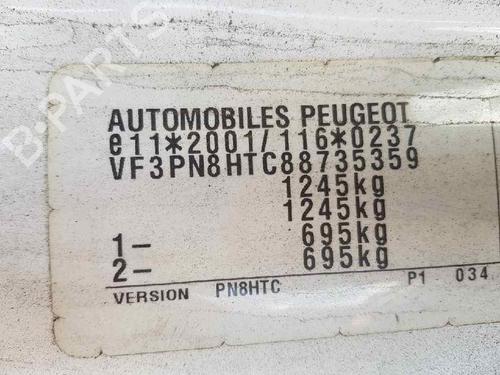 B-PARTS
AUTOMOBILES PEUGEOT
e11*2001/116*0237
VF3PN8HTC88735359
1245kg
1245kg
1- 695kg
2- 695kg
VERSION PN8HTC P1 034.